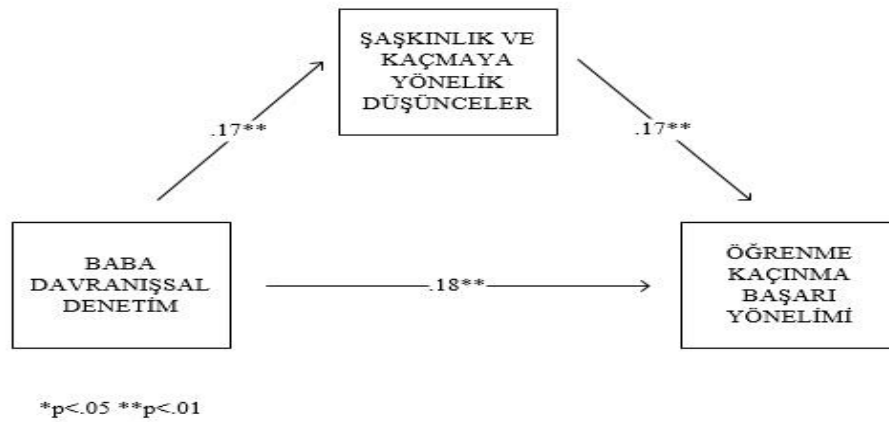 ŞAŞKINLIK VE
KAÇMAYA
YÖNELİK
DÜŞÜNCELER
.17**
.17**
BABA
DAVRANIŞSAL
DENETİM
.18**
ÖĞRENME
KAÇINMA
BAŞARI
YÖNELİMİ
*p<.05 **p<.01